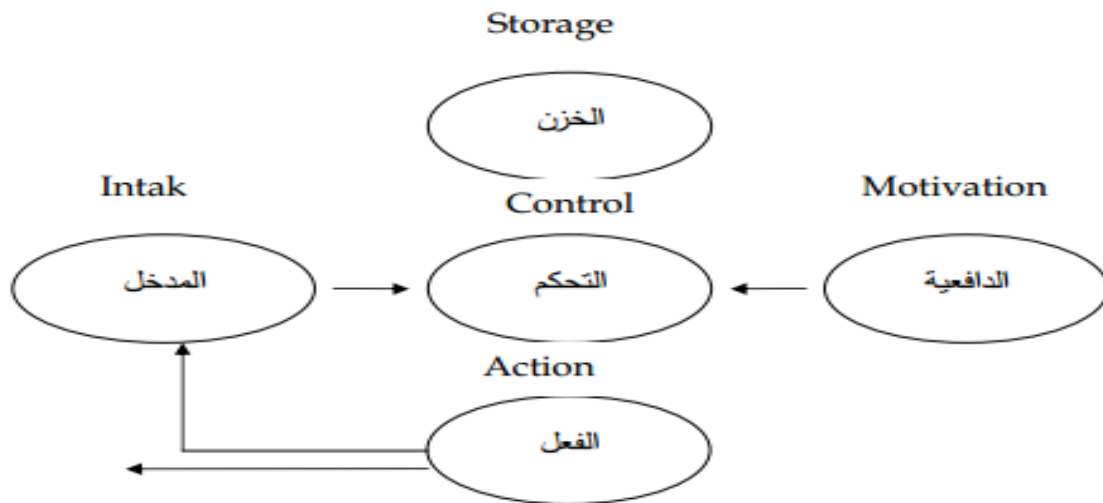 Storage
الخزن
Intak
Control
Motivation
المدخل
التحكم
الدافعية
Action
الفعل